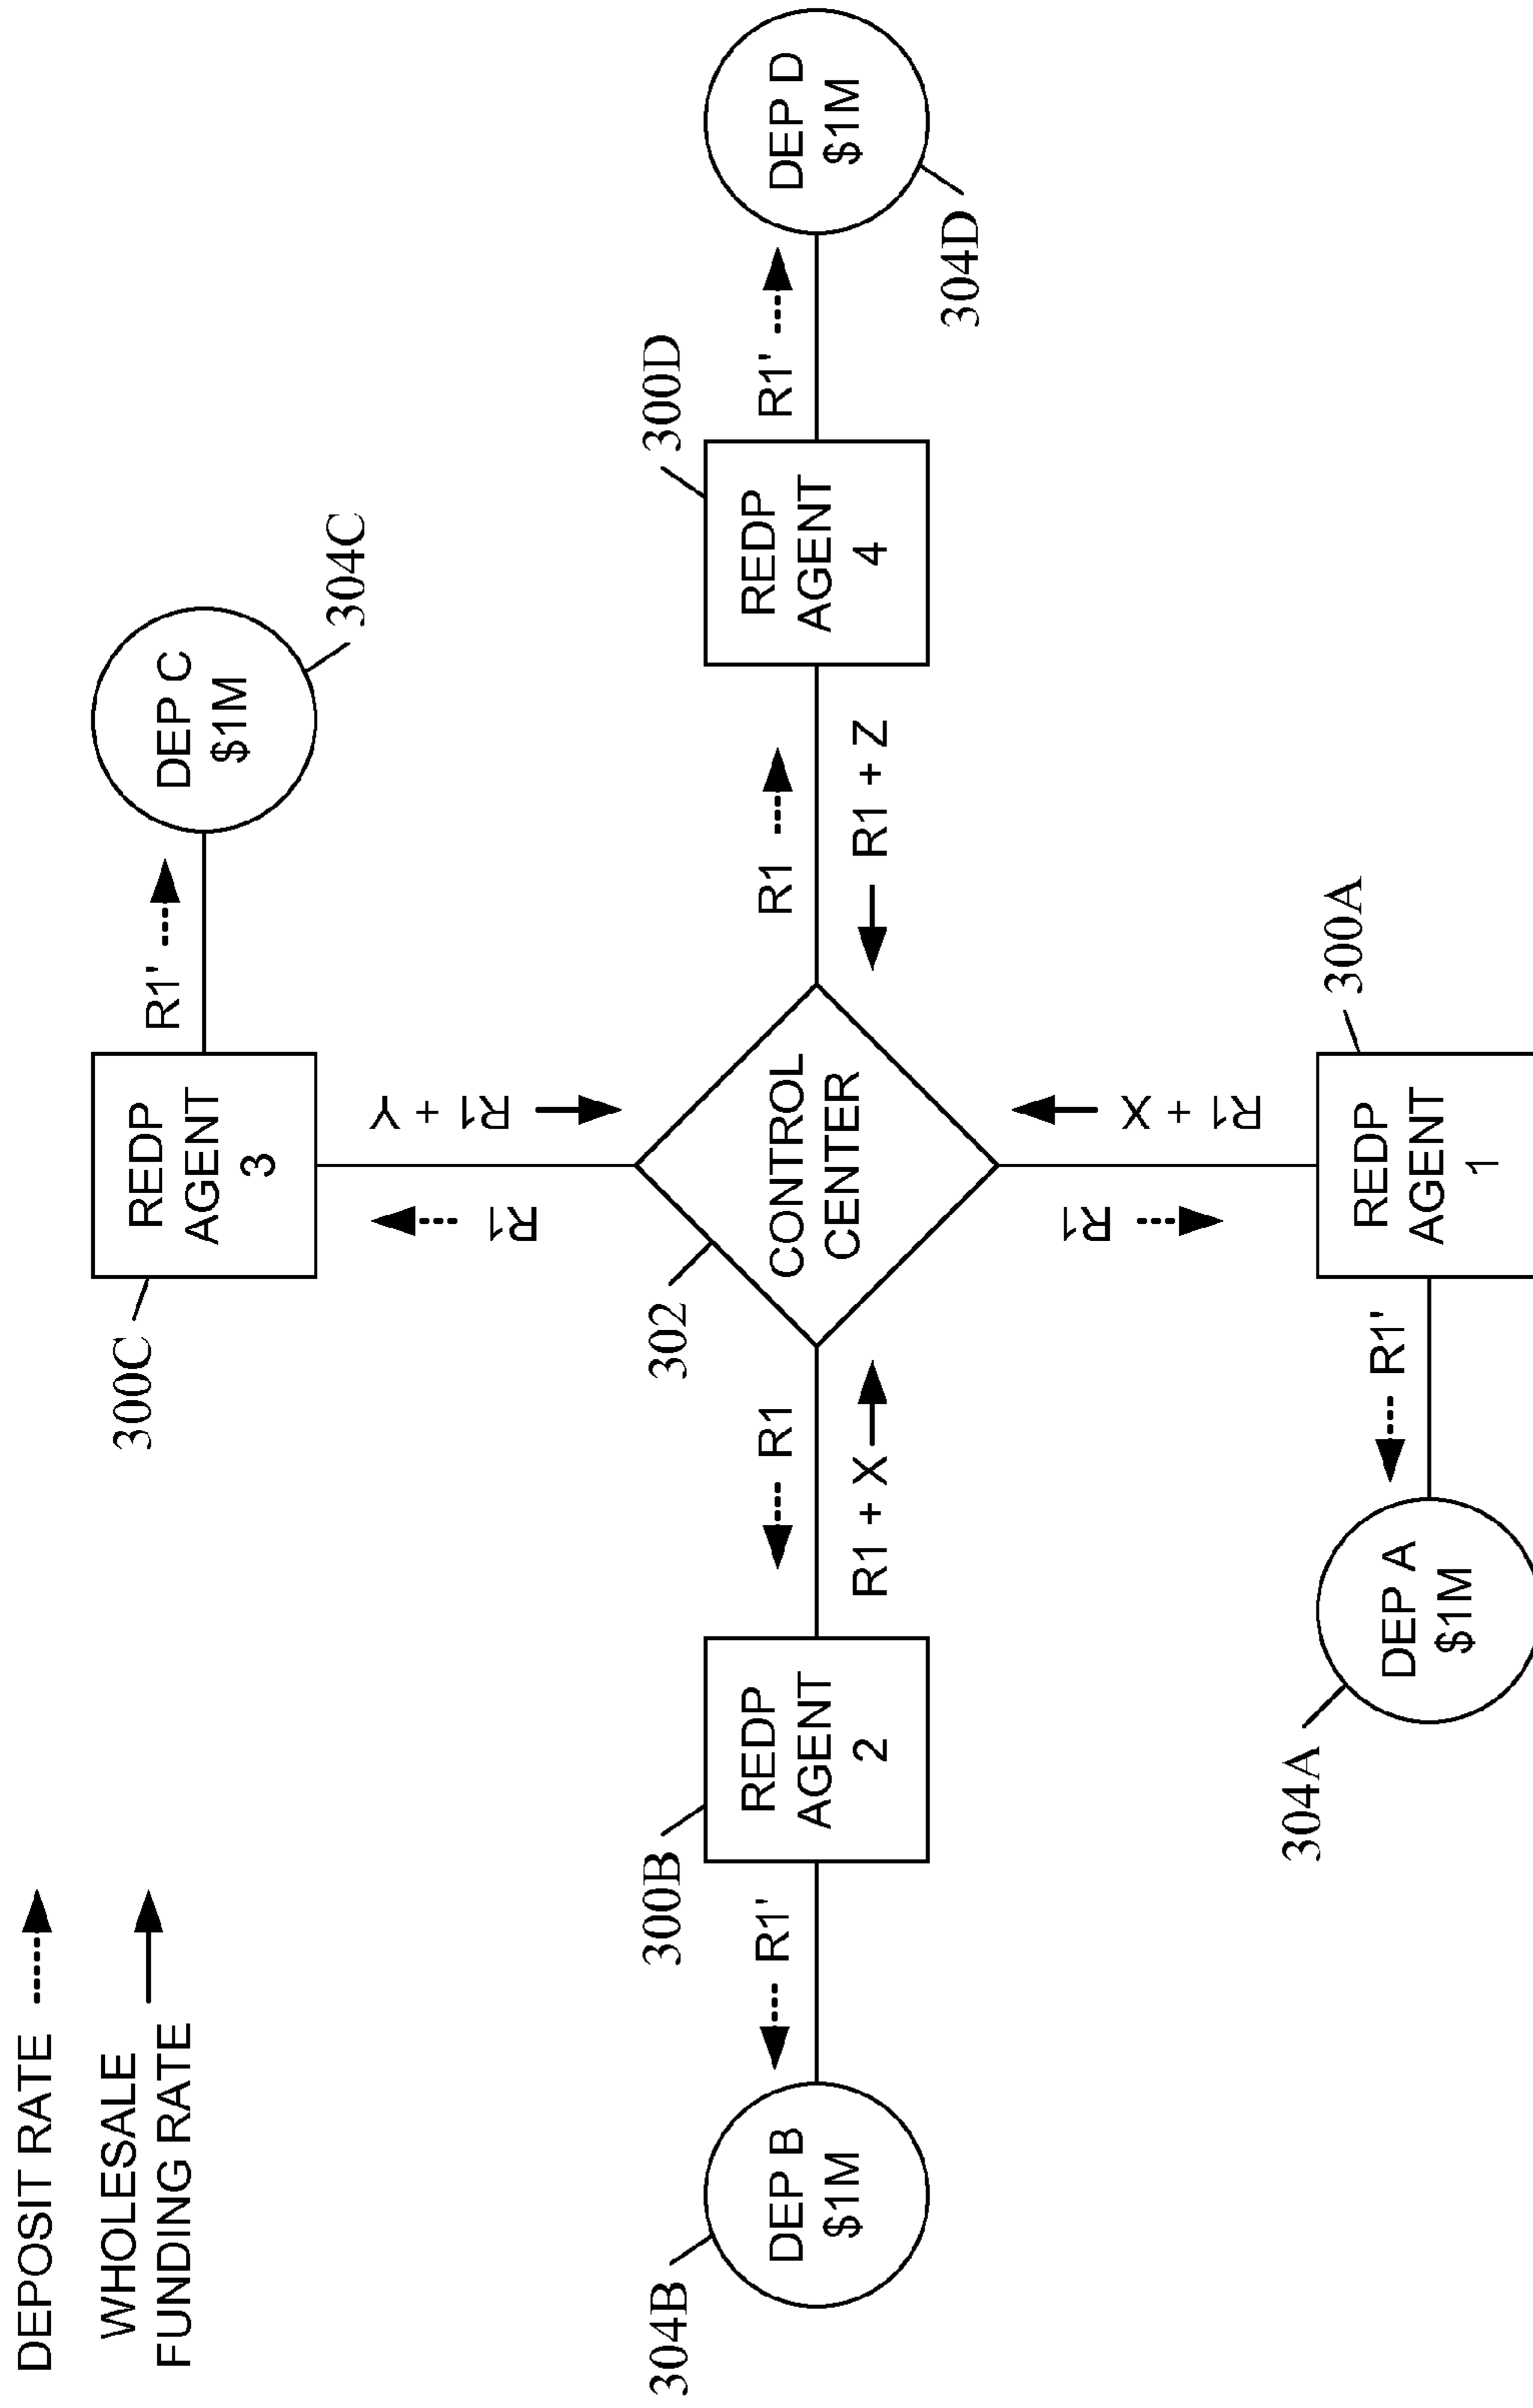 DEPOSIT RATE
WHOLESALE
FUNDING RATE
300C
REDP
AGENT
3
R1'
DEP C
$1M
304C
R1
R1 + Y
304B
DEP B
$1M
R1'
300B
REDP
AGENT
2
R1
R1 + X
302
CONTROL
CENTER
R1
R1 + Z
300D
REDP
AGENT
4
R1'
DEP D
$1M
304D
R1
R1 + X
304A
DEP A
$1M
R1'
REDP
AGENT
1
300A